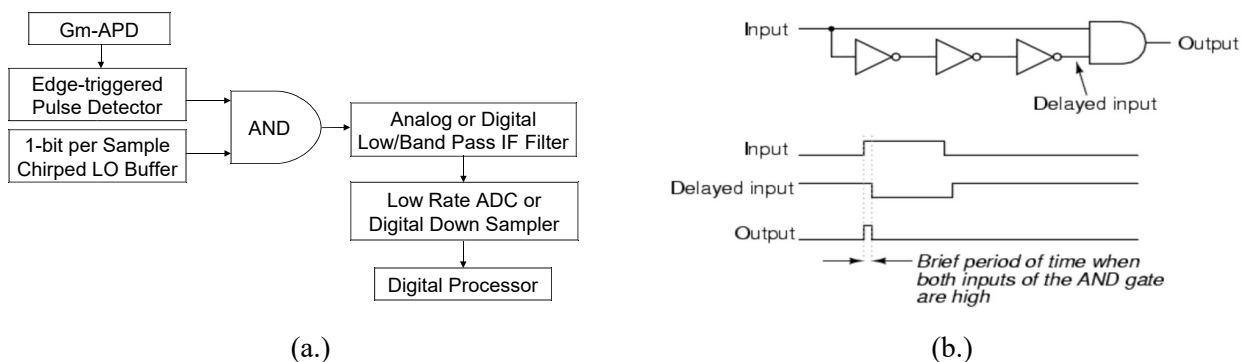 Gm-APD
Edge-triggered
Pulse Detector
1-bit per Sample
Chirped LO Buffer
AND
Analog or Digital
Low/Band Pass IF Filter
Low Rate ADC or
Digital Down Sampler
Digital Processor
(a.)
Input
Output
Delayed input
Input
Delayed input
Output
Brief period of time when
both inputs of the AND gate
are high
(b.)